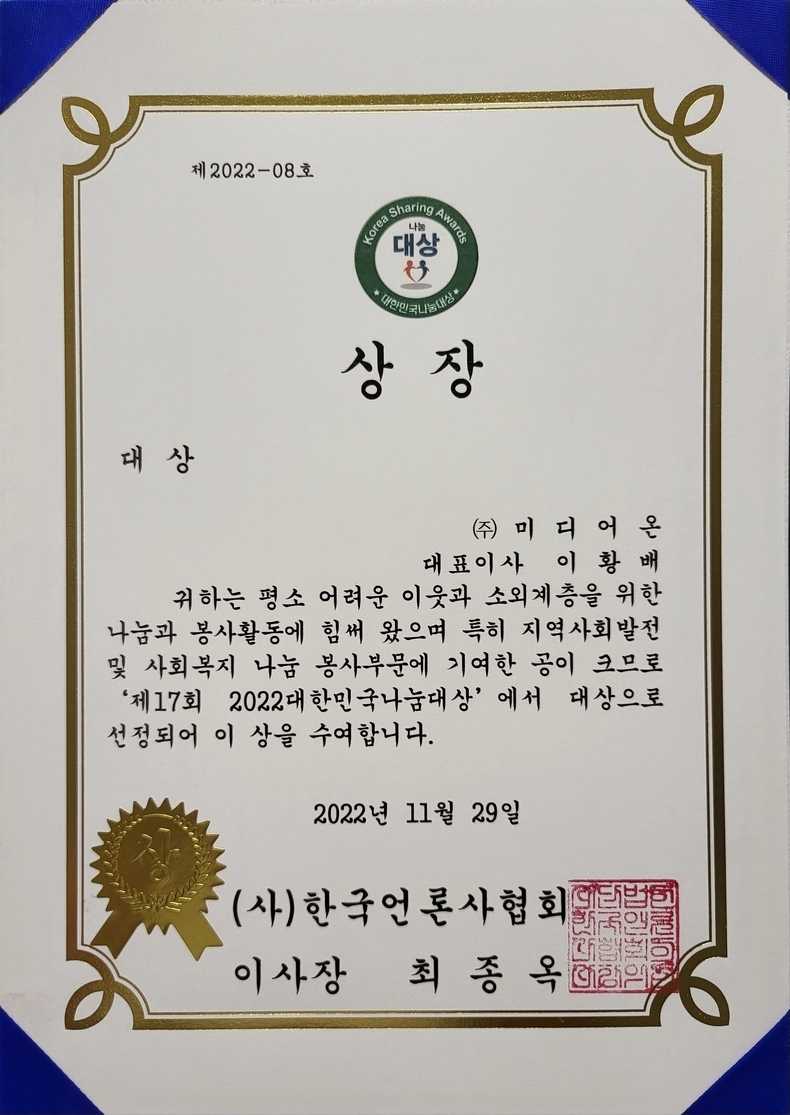 제2022-08호
Korea Sharing Awards
나눔
대상
★ 대한민국나눔대상 ★
상 장
대 상
㈜ 미 디 어 온
대표이사 이 황 배
귀하는 평소 어려운 이웃과 소외계층을 위한
나눔과 봉사활동에 힘써 왔으며 특히 지역사회발전
및 사회복지 나눔 봉사부문에 기여한 공이 크므로
‘제17회 2022대한민국나눔대상’에서 대상으로
선정되어 이 상을 수여합니다.
2022년 11월 29일
상
(사)한국언론사협회
이사장 최 종 옥